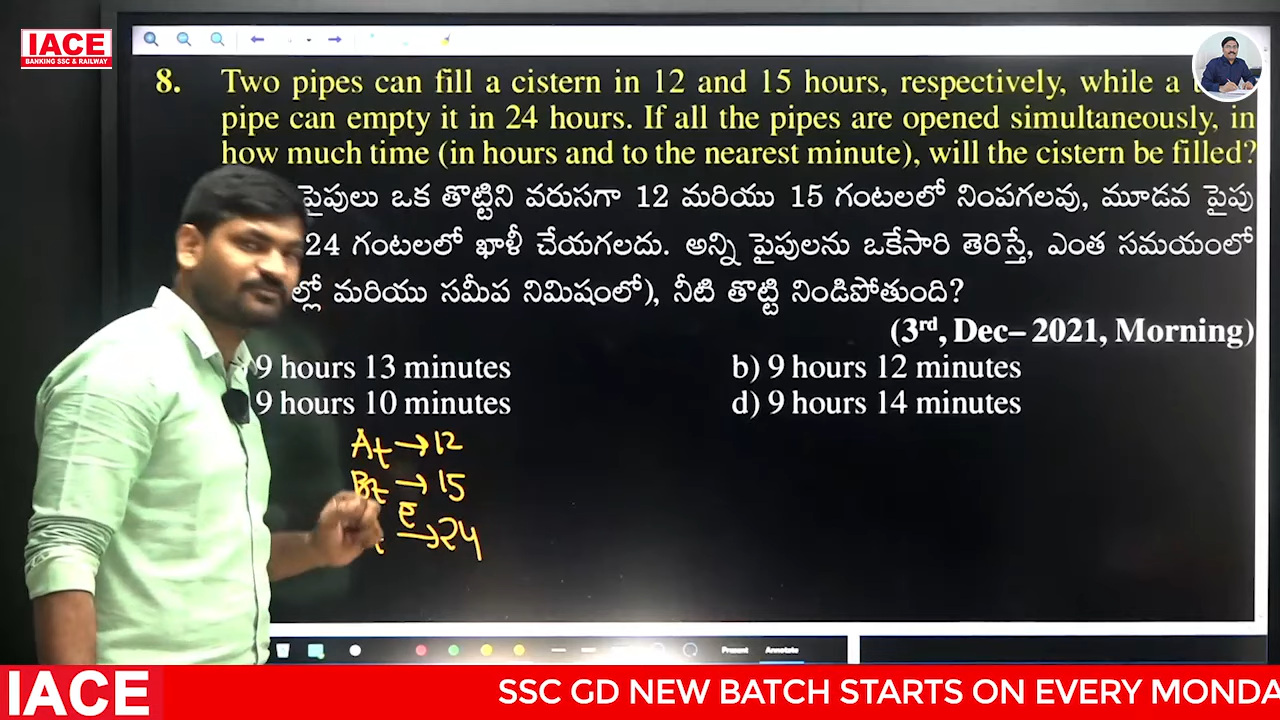 IACE
BANKING SSC & RAILWAY
8. Two pipes can fill a cistern in 12 and 15 hours, respectively, while a
pipe can empty it in 24 hours. If all the pipes are opened simultaneously, in
how much time (in hours and to the nearest minute), will the cistern be filled?
పైపులు ఒక తొట్టిని వరుసగా 12 మరియు 15 గంటలలో నింపగలవు, మూడవ పైపు
24 గంటలలో ఖాళీ చేయగలదు. అన్ని పైపులను ఒకేసారి తెరిస్తే, ఎంత సమయంలో
మరియు సమీప నిమిషంలో), నీటి తొట్టి నిండిపోతుంది?
(3rd, Dec– 2021, Morning)
9 hours 13 minutes
b) 9 hours 12 minutes
9 hours 10 minutes
d) 9 hours 14 minutes
At → 12
Bt → 15
E
→ 24
Present Annotate
IACE
SSC GD NEW BATCH STARTS ON EVERY MONDA